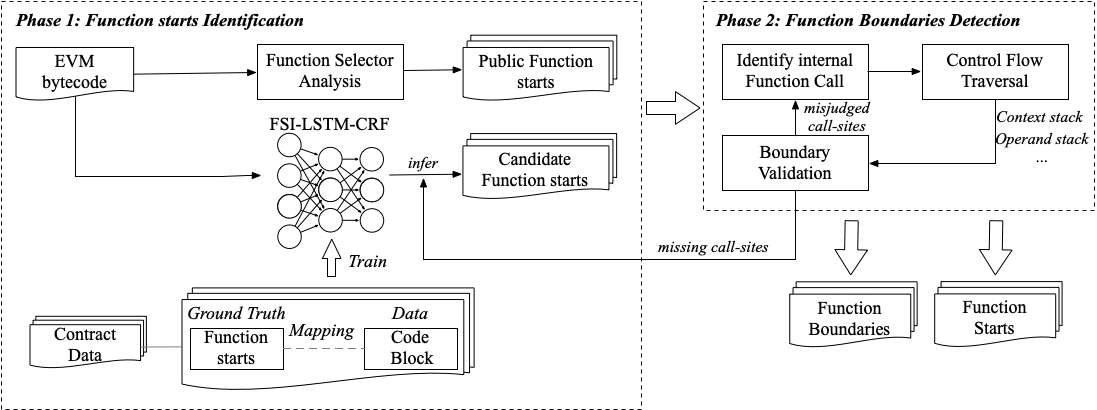 Phase 1: Function starts Identification
EVM
bytecode
Function Selector
Analysis
Public Function
starts
FSI-LSTM-CRF
infer
Candidate
Function starts
Train
missing call-sites
Contract
Data
Ground Truth
Function
starts
Mapping
Data
Code
Block
Phase 2: Function Boundaries Detection
Identify internal
Function Call
Control Flow
Traversal
misjudged
call-sites
Context stack
Operand stack
...
Boundary
Validation
Function
Boundaries
Function
Starts